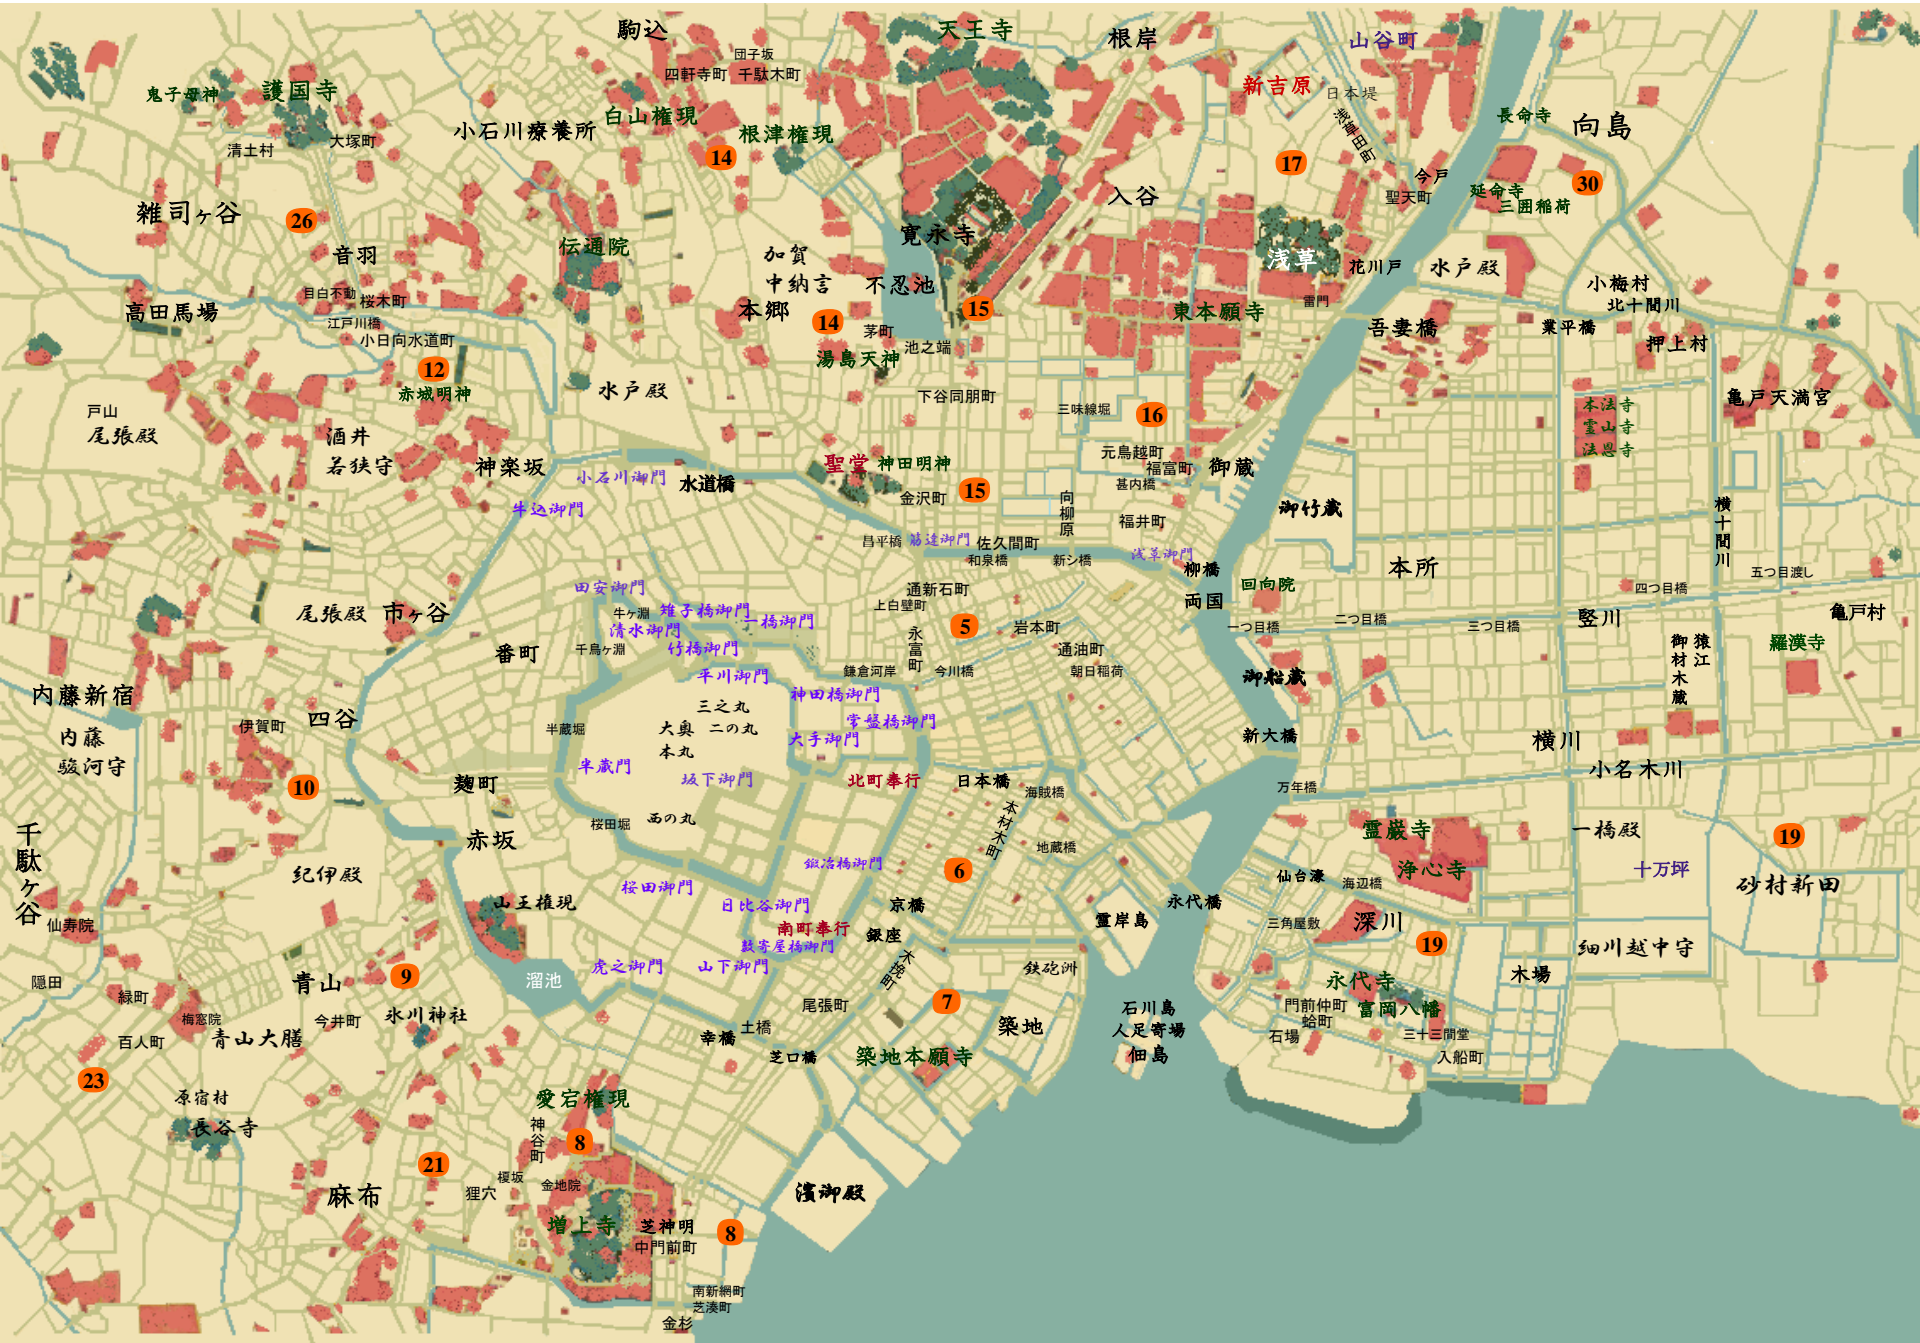 駒込
天王寺
根岸
山谷町
団子坂
四軒寺町
千駄木町
新吉原
日本堤
鬼子母神
護国寺
白山権現
根津権現
浅草田町
長命寺
向島
小石川療養所
大塚町
清土村
14
17
今戸
聖天町
延命寺
三囲稲荷
30
入谷
雑司ヶ谷
26
音羽
伝通院
加賀
中納言
寛永寺
不忍池
浅草
花川戸
水戸殿
小梅村
北十間川
目白不動
桜木町
高田馬場
江戸川橋
小日向水道町
本郷
14
茅町
15
東本願寺
雷門
吾妻橋
業平橋
押上村
湯島天神
池之端
12
赤城明神
水戸殿
下谷同朋町
三味線堀
16
本法寺
霊山寺
法恩寺
亀戸天満宮
戸山
尾張殿
酒井
若狭守
神楽坂
小石川御門
水道橋
聖堂
神田明神
金沢町
15
向柳原
元鳥越町
福富町
甚内橋
御蔵
福井町
御竹蔵
横十間川
牛込御門
昌平橋
筋違御門
佐久間町
和泉橋
新シ橋
浅草御門
柳橋
両国
回向院
本所
四つ目橋
五つ目渡し
田安御門
牛ヶ淵
雉子橋御門
一橋御門
清水御門
竹橋御門
千鳥ヶ淵
平川御門
通新石町
上白壁町
永富町
5
岩本町
通油町
朝日稲荷
今川橋
鎌倉河岸
一つ目橋
二つ目橋
三つ目橋
竪川
亀戸村
猿江
御材木蔵
羅漢寺
尾張殿
市ヶ谷
番町
内藤新宿
内藤
駿河守
伊賀町
四谷
半蔵堀
三之丸
大奥
二の丸
本丸
神田橋御門
常盤橋御門
大手御門
御船蔵
新大橋
横川
小名木川
10
麹町
半蔵門
坂下御門
北町奉行
日本橋
海賊橋
万年橋
千駄ヶ谷
赤坂
桜田堀
西の丸
本材木町
地蔵橋
霊巌寺
一橋殿
19
紀伊殿
鍛冶橋御門
6
浄心寺
十万坪
砂村新田
桜田御門
日比谷御門
京橋
永代橋
仙台濠
海辺橋
仙寿院
山王権現
南町奉行
数寄屋橋御門
銀座
霊岸島
三角屋敷
深川
19
細川越中守
木場
隠田
青山
9
溜池
虎之御門
山下御門
木挽町
鉄砲洲
緑町
梅窓院
今井町
氷川神社
尾張町
7
永代寺
門前仲町
蛤町
富岡八幡
百人町
青山大膳
幸橋
土橋
芝口橋
築地
石川島
人足寄場
佃島
石場
三十三間堂
入船町
23
築地本願寺
原宿村
長谷寺
愛宕権現
神谷町
8
21
麻布
狸穴
榎坂
金地院
濱御殿
増上寺
芝神明
中門前町
8
南新網町
芝湊町
金杉